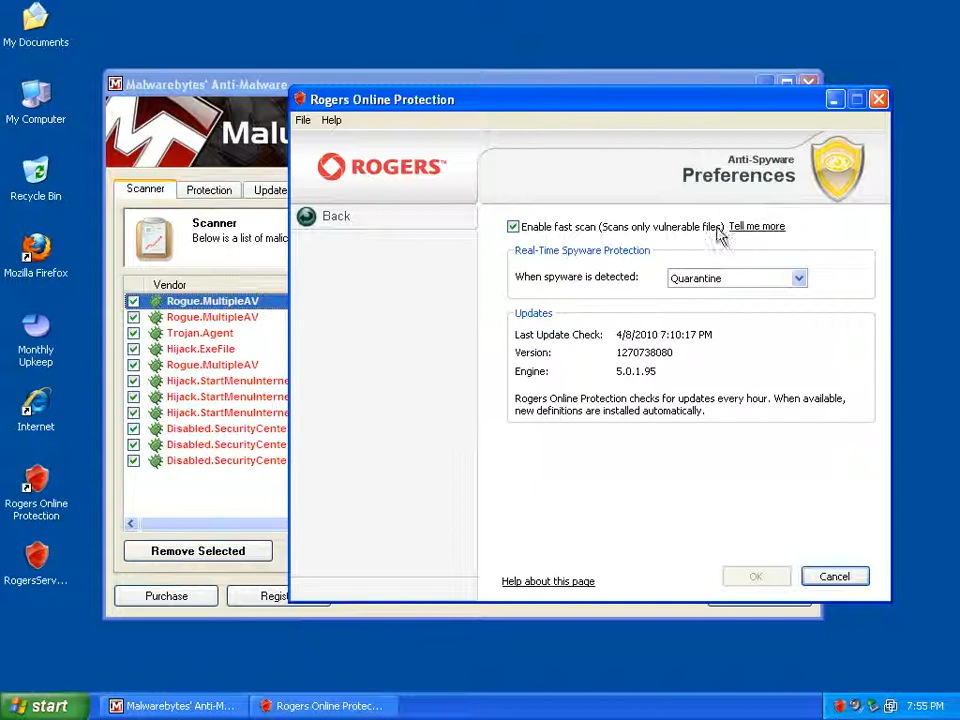 My Documents
My Computer
Recycle Bin
Mozilla Firefox
Monthly
Upkeep
Internet
Rogers Online
Protection
RogersServ...
Malwarebytes' Anti-Malware
Scanner
Protection
Update
Scanner
Below is a list of malici
Vendor
Rogue.MultipleAV
Rogue.MultipleAV
Trojan.Agent
Hijack.ExeFile
Rogue.MultipleAV
Hijack.StartMenuInterne
Hijack.StartMenuInterne
Hijack.StartMenuInterne
Disabled.SecurityCente
Disabled.SecurityCente
Disabled.SecurityCente
Remove Selected
Purchase
Regist
Rogers Online Protection
File Help
ROGERS™
Anti-Spyware
Preferences
Back
Enable fast scan (Scans only vulnerable files) Tell me more
Real-Time Spyware Protection
When spyware is detected: Quarantine
Updates
Last Update Check: 4/8/2010 7:10:17 PM
Version: 1270738080
Engine: 5.0.1.95
Rogers Online Protection checks for updates every hour. When available,
new definitions are installed automatically.
Help about this page
OK
Cancel
start
Malwarebytes' Anti-M...
Rogers Online Protec...
7:55 PM